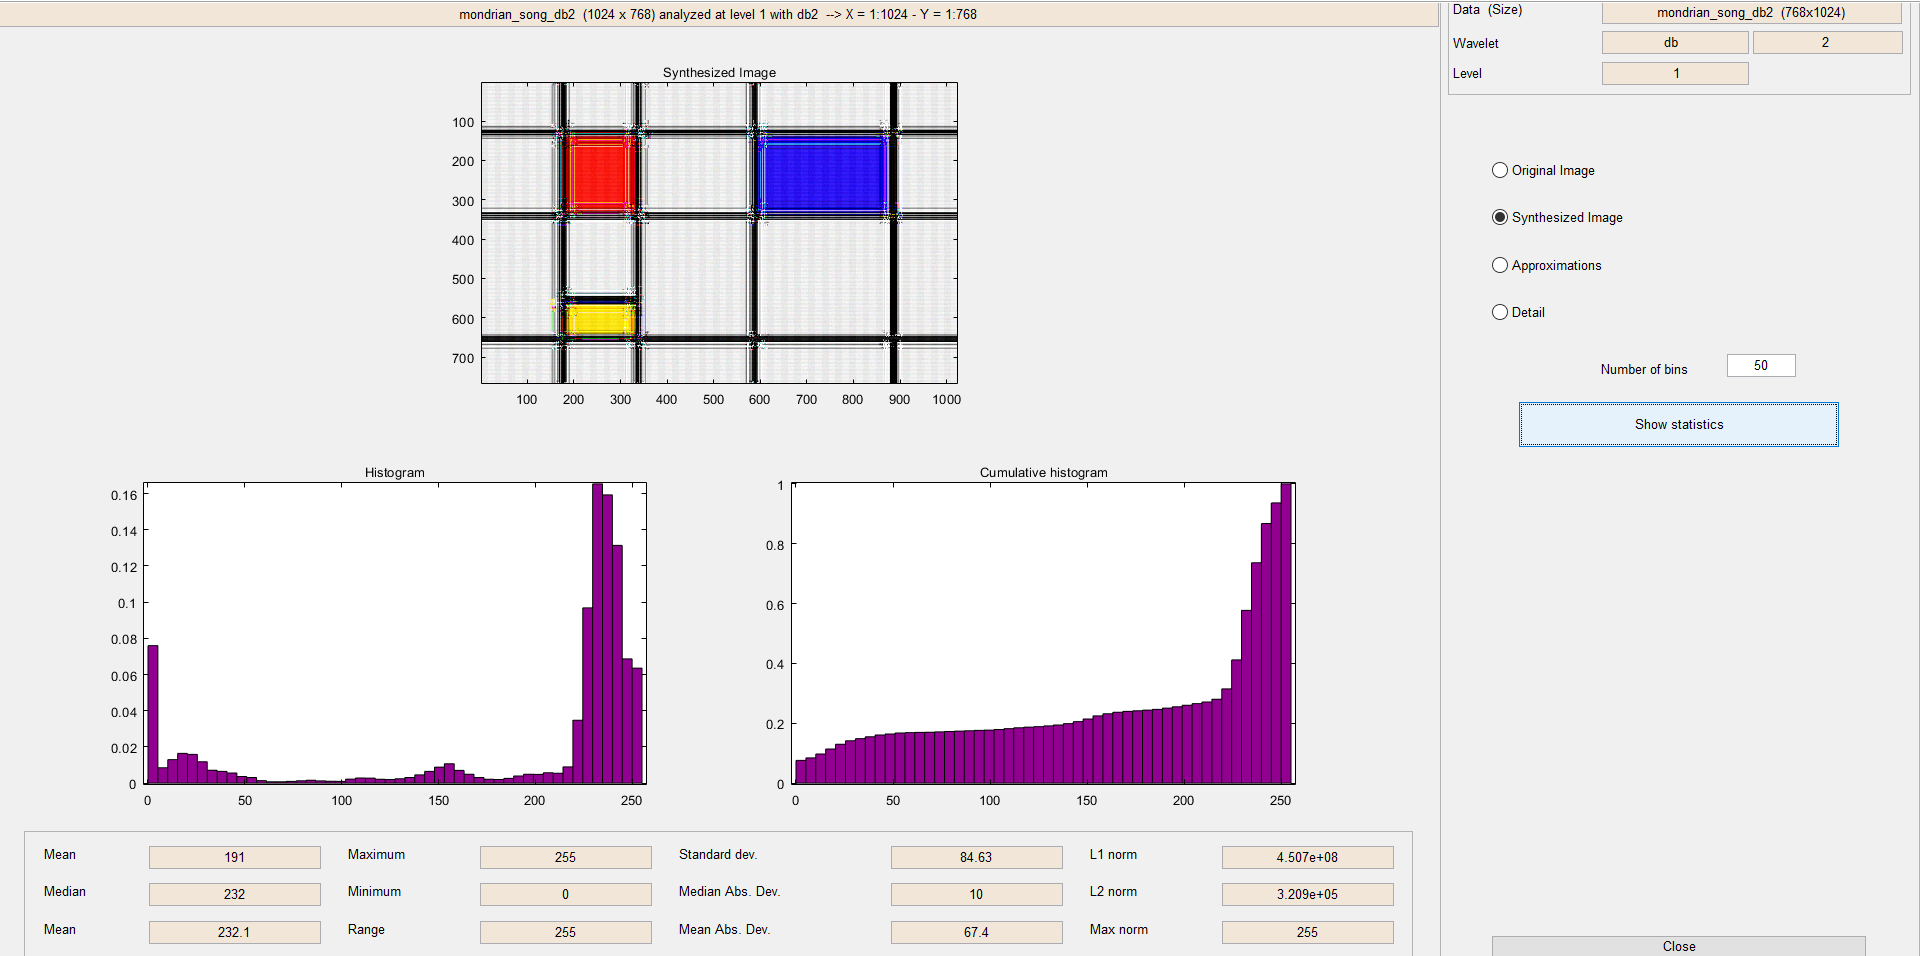 mondrian_song_db2  (1024 x 768) analyzed at level 1 with db2  --> X = 1:1024 - Y = 1:768
Data  (Size)
mondrian_song_db2  (768x1024)
Wavelet
db
2
Level
1
Synthesized Image
100
200
300
400
500
600
700
100 200 300 400 500 600 700 800 900 1000
Original Image
Synthesized Image
Approximations
Detail
Number of bins
50
Show statistics
Histogram
0.16
0.14
0.12
0.1
0.08
0.06
0.04
0.02
0
0 50 100 150 200 250
Cumulative histogram
1
0.8
0.6
0.4
0.2
0
0 50 100 150 200 250
Mean 191 Maximum 255 Standard dev. 84.63 L1 norm 4.507e+08
Median 232 Minimum 0 Median Abs. Dev. 10 L2 norm 3.209e+05
Mean 232.1 Range 255 Mean Abs. Dev. 67.4 Max norm 255
Close